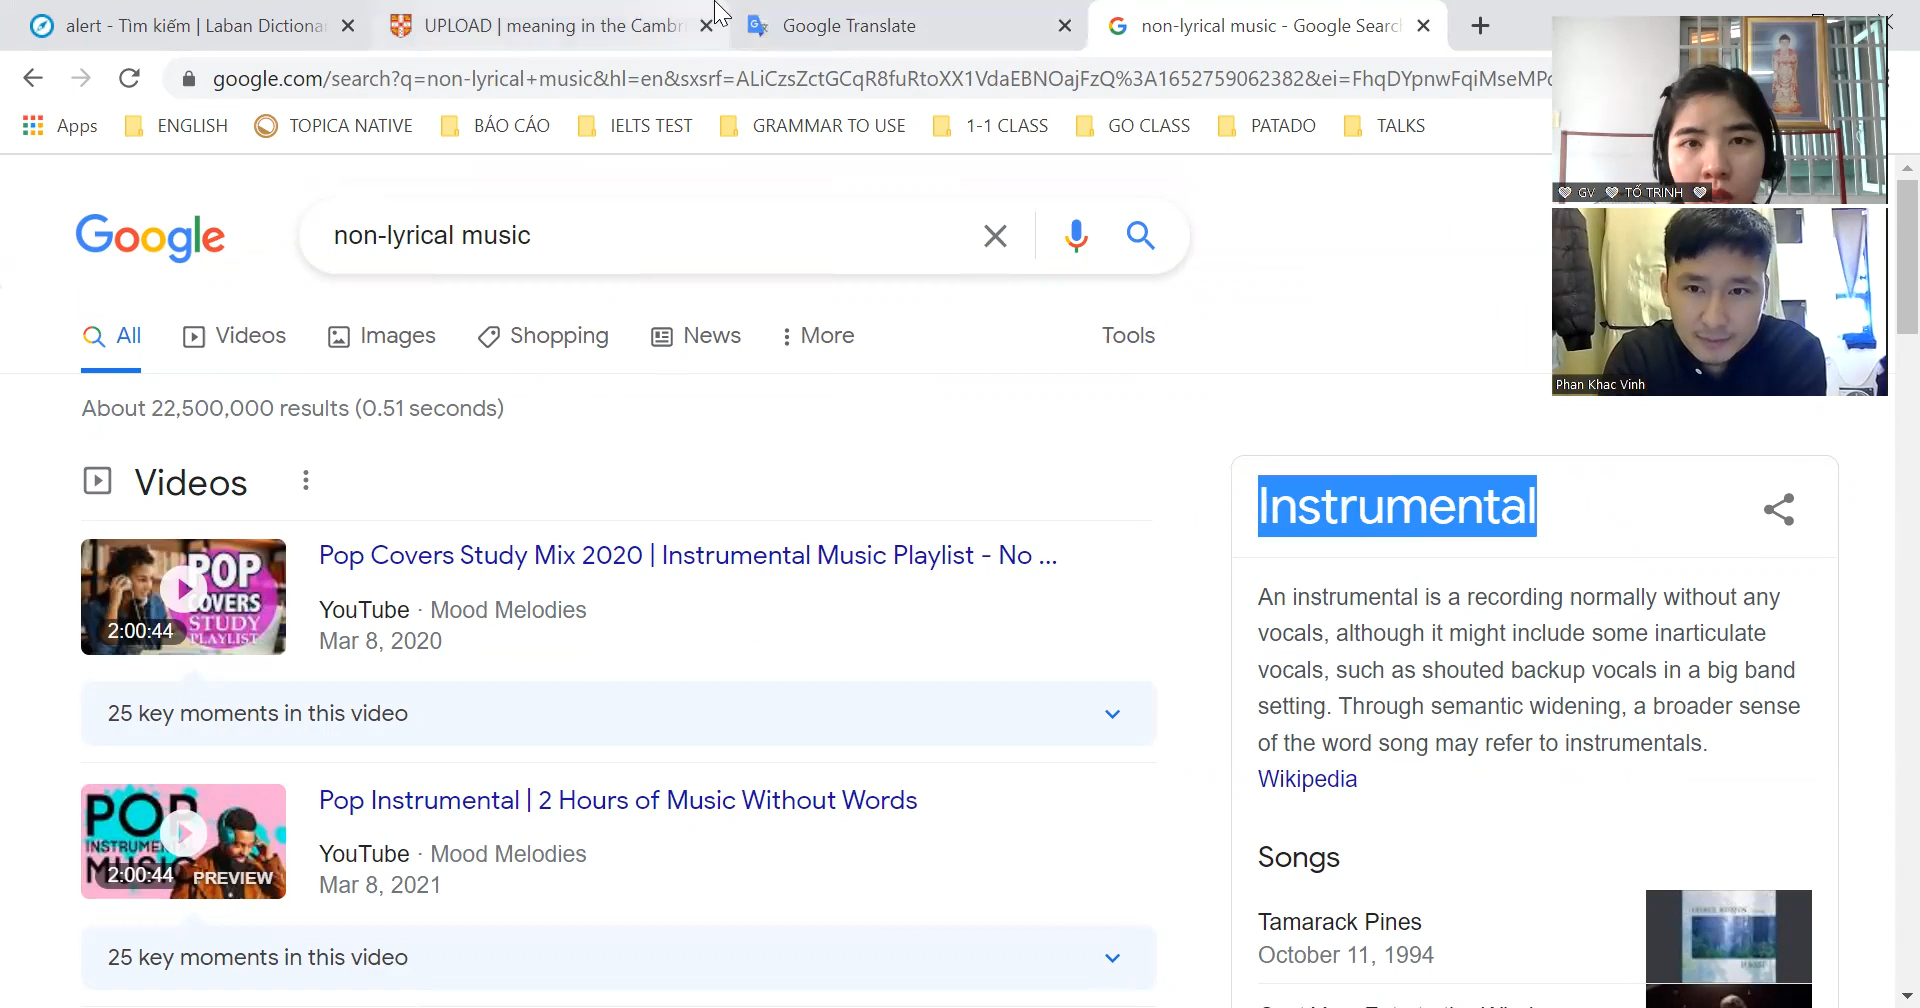 alert - Tìm kiếm | Laban Dictiona
UPLOAD | meaning in the Cambri
Google Translate
non-lyrical music - Google Search
google.com/search?q=non-lyrical+music&hl=en&sxsrf=ALiCzsZctGCqR8fuRtoXX1VdaEBNOajFzQ%3A1652759062382&ei=FhqDYpnwFqiMseMP
Apps
ENGLISH
TOPICA NATIVE
BÁO CÁO
IELTS TEST
GRAMMAR TO USE
1-1 CLASS
GO CLASS
PATADO
TALKS
GV TỐ TRINH
Phan Khac Vinh
Google
non-lyrical music
All
Videos
Images
Shopping
News
More
Tools
About 22,500,000 results (0.51 seconds)
Videos
POP
COVERS
STUDY
PLAYLIST
2:00:44
Pop Covers Study Mix 2020 | Instrumental Music Playlist - No ...
YouTube · Mood Melodies
Mar 8, 2020
25 key moments in this video
POP
MUSIC
2:00:44
PREVIEW
Pop Instrumental | 2 Hours of Music Without Words
YouTube · Mood Melodies
Mar 8, 2021
25 key moments in this video
Instrumental
An instrumental is a recording normally without any
vocals, although it might include some inarticulate
vocals, such as shouted backup vocals in a big band
setting. Through semantic widening, a broader sense
of the word song may refer to instrumentals.
Wikipedia
Songs
Tamarack Pines
October 11, 1994